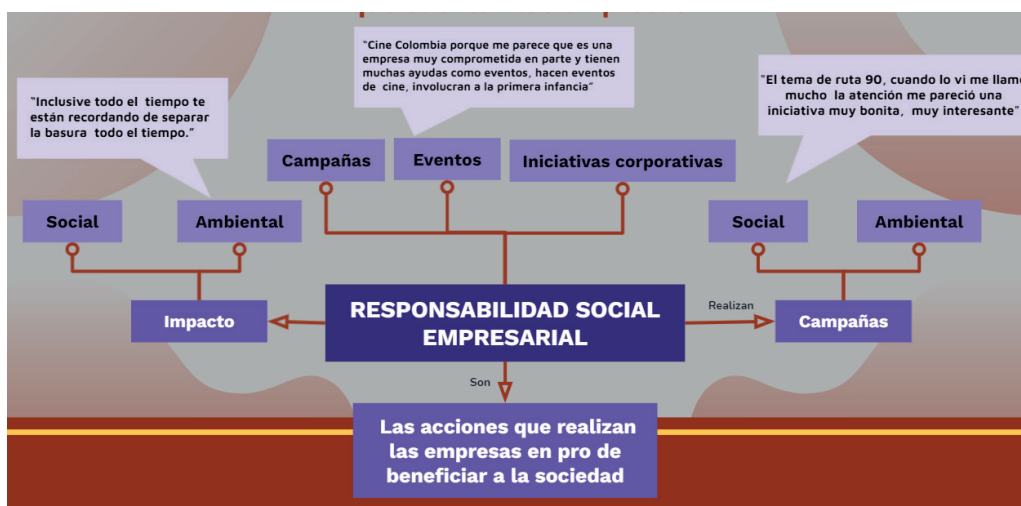 "Cine Colombia porque me parece que es una
empresa muy comprometida en parte y tienen
muchas ayudas como eventos, hacen eventos
de cine, involucran a la primera infancia"
"Inclusive todo el tiempo te
están recordando de separar
la basura todo el tiempo."
"El tema de ruta 90, cuando lo vi me llamó
mucho la atención me pareció una
iniciativa muy bonita, muy interesante"
Campañas
Eventos
Iniciativas corporativas
Social
Ambiental
Social
Ambiental
Impacto
RESPONSABILIDAD SOCIAL
EMPRESARIAL
Realizan
Campañas
Son
Las acciones que realizan
las empresas en pro de
beneficiar a la sociedad